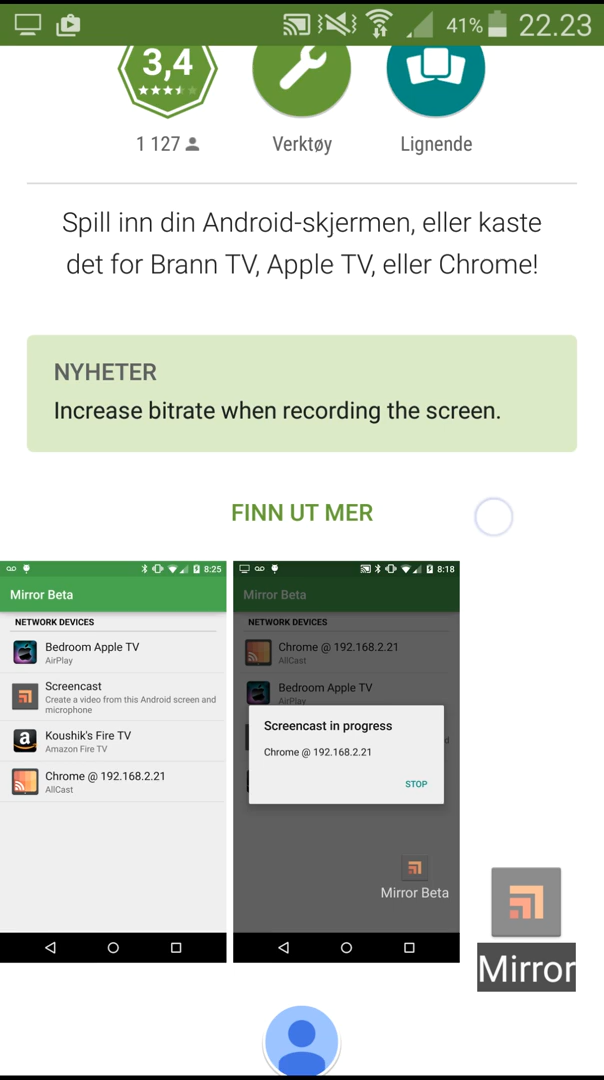 41% 22.23
3,4
1 127
Verktøy
Lignende
Spill inn din Android-skjermen, eller kaste
det for Brann TV, Apple TV, eller Chrome!
NYHETER
Increase bitrate when recording the screen.
FINN UT MER
8:25
Mirror Beta
NETWORK DEVICES
Bedroom Apple TV
AirPlay
Screencast
Create a video from this Android screen and
microphone
Koushik's Fire TV
Amazon Fire TV
Chrome @ 192.168.2.21
AllCast
8:18
Mirror Beta
NETWORK DEVICES
Chrome @ 192.168.2.21
AllCast
Bedroom Apple TV
AirPlay
Screencast in progress
Chrome @ 192.168.2.21
STOP
Mirror Beta
Mirror